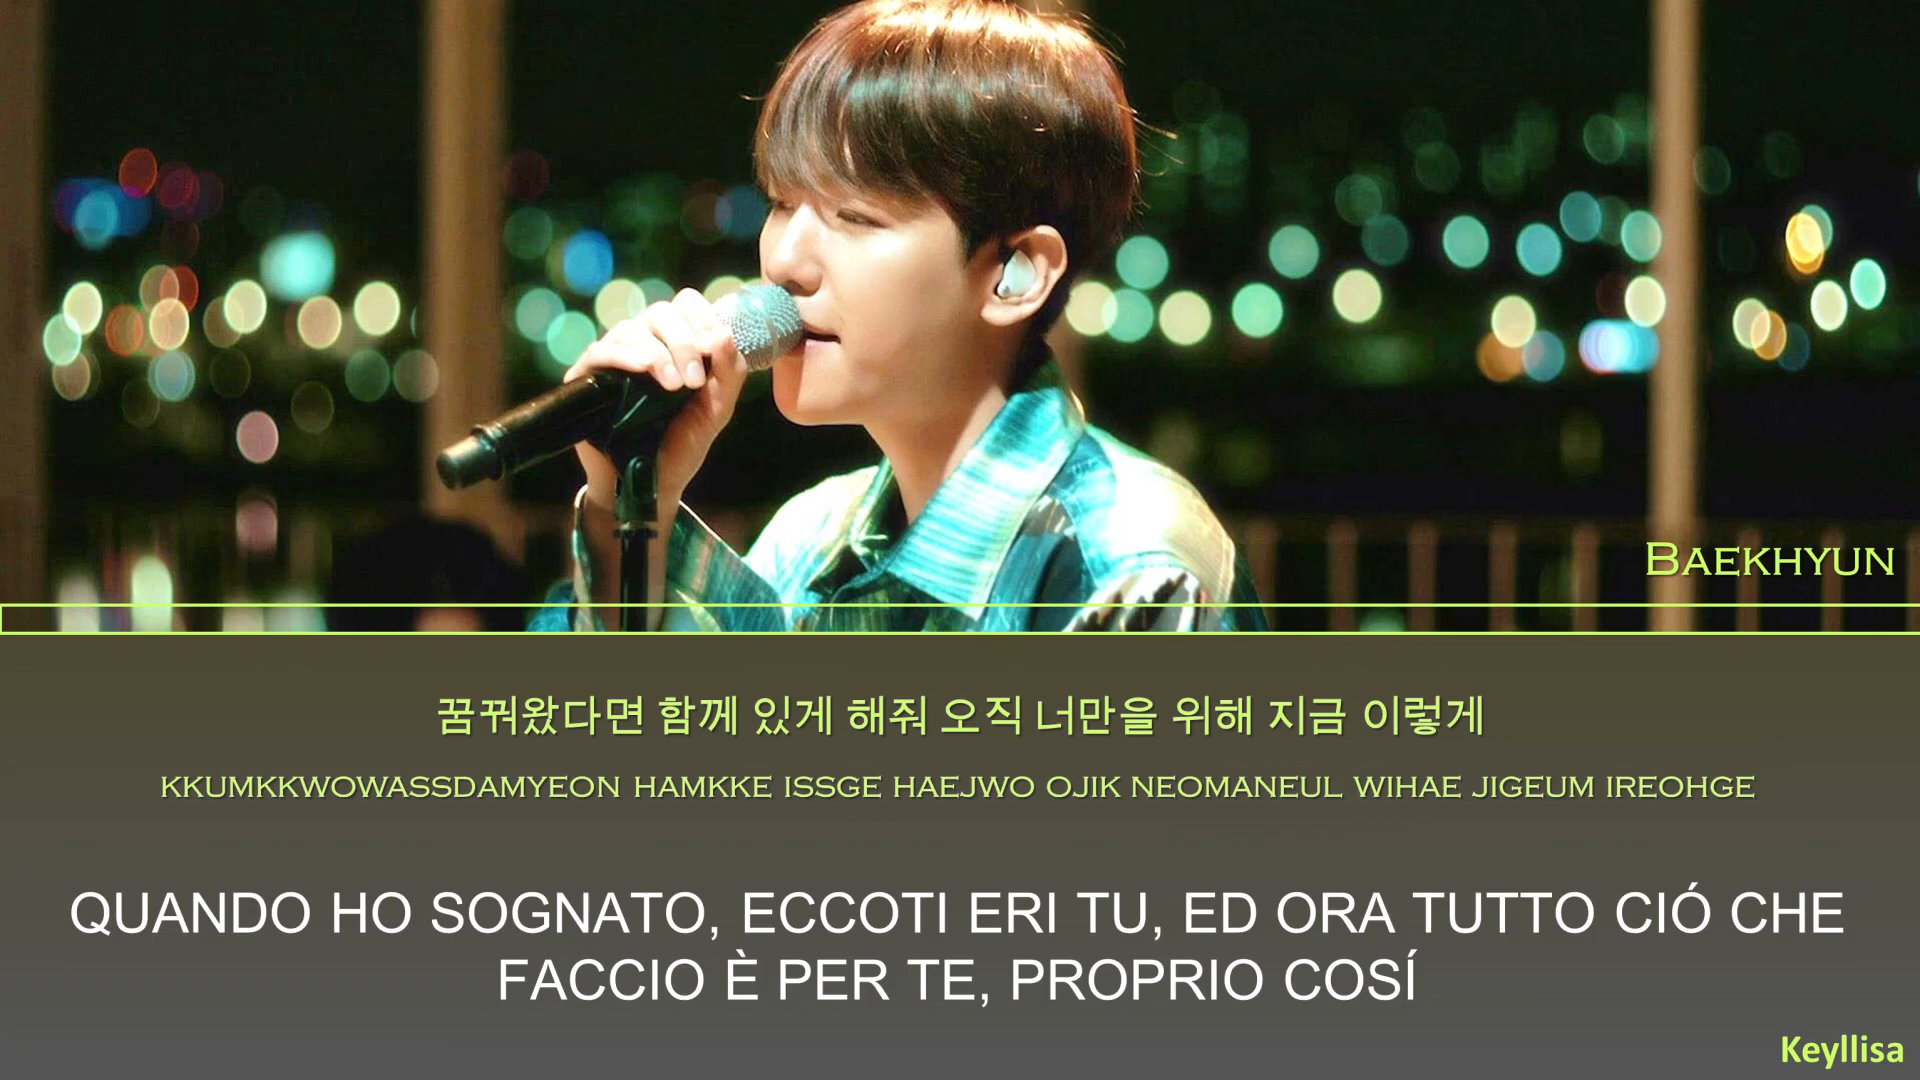 Baekhyun
꿈꿔왔다면 함께 있게 해줘 오직 너만을 위해 지금 이렇게
KKUMKKWOWASSDAMYEON HAMKKE ISSGE HAEJWO OJIK NEOMANEUL WIHAE JIGEUM IREOHGE
QUANDO HO SOGNATO, ECCOTI ERI TU, ED ORA TUTTO CIÓ CHE
FACCIO È PER TE, PROPRIO COSÍ
Keyllisa